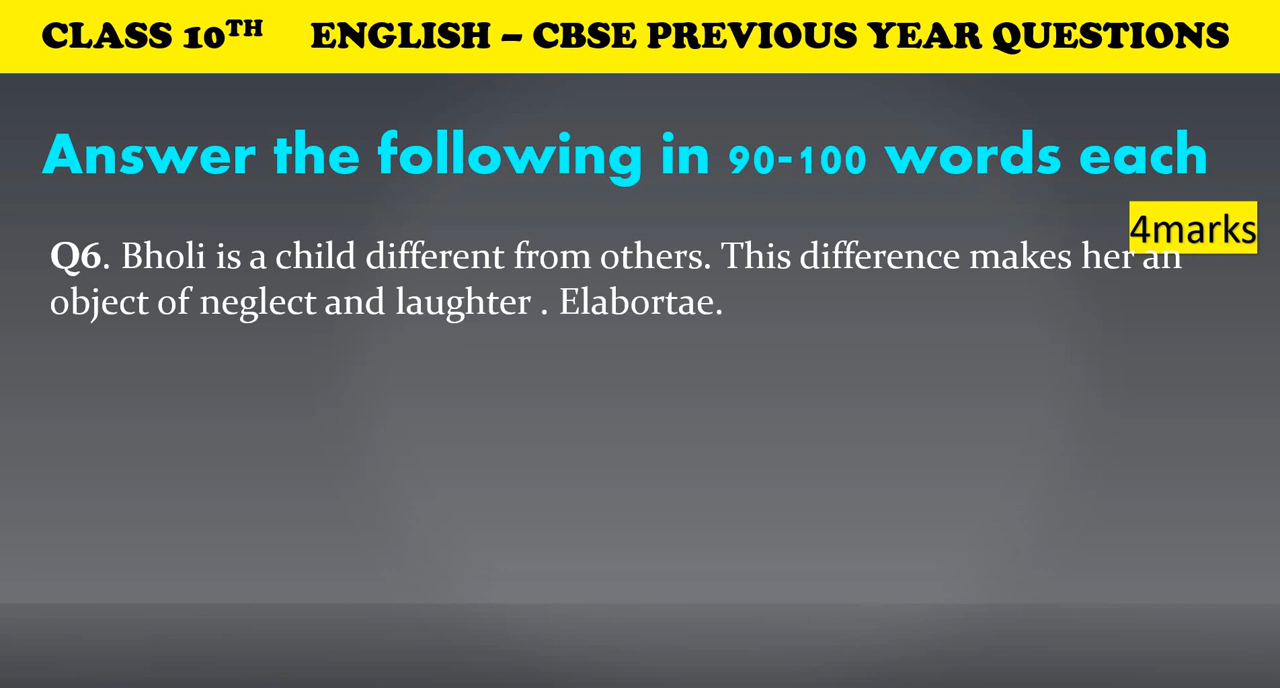 CLASS 10TH ENGLISH – CBSE PREVIOUS YEAR QUESTIONS
Answer the following in 90-100 words each
4marks
Q6. Bholi is a child different from others. This difference makes her an
object of neglect and laughter . Elabortae.